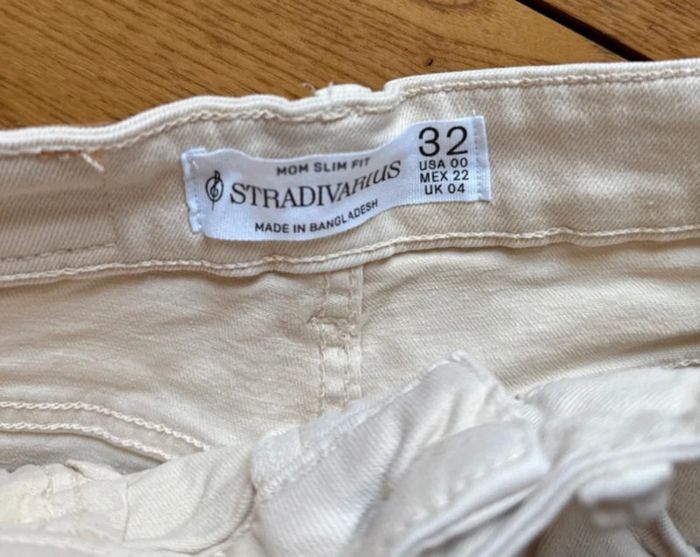 MOM SLIM FIT
STRADIVARIUS
MADE IN BANGLADESH
32
USA 00
MEX 22
UK 04